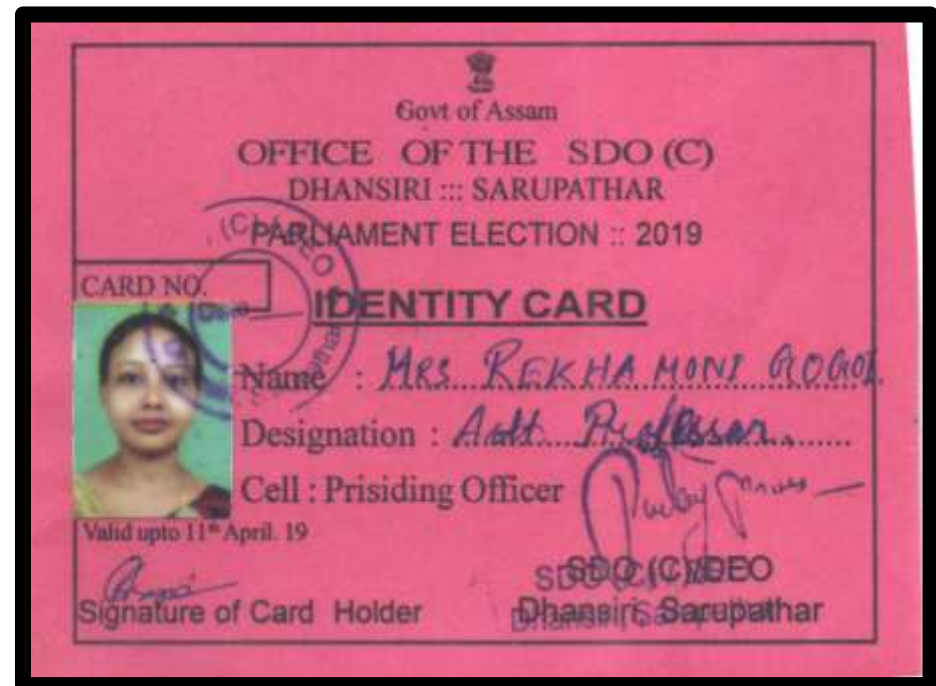 Govt of Assam
OFFICE OF THE SDO (C)
DHANSIRI ::: SARUPATHAR
PARLIAMENT ELECTION :: 2019
CARD NO.
IDENTITY CARD
Name : MRS REKHA MONI GOGOI.
Designation : Astt. Professor
Cell : Prisiding Officer
Valid upto 11th April. 19
SDO (C)/DEO
Signature of Card Holder
Dhansiri, Sarupathar